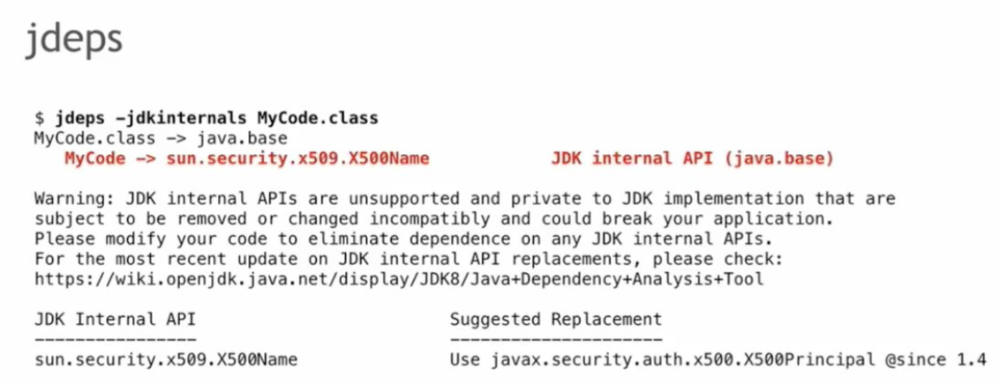 jdeps
$ jdeps -jdkinternals MyCode.class
MyCode.class -> java.base
MyCode -> sun.security.x509.X500Name JDK internal API (java.base)
Warning: JDK internal APIs are unsupported and private to JDK implementation that are
subject to be removed or changed incompatibly and could break your application.
Please modify your code to eliminate dependence on any JDK internal APIs.
For the most recent update on JDK internal API replacements, please check:
https://wiki.openjdk.java.net/display/JDK8/Java+Dependency+Analysis+Tool
JDK Internal API Suggested Replacement
---------------- ---------------------
sun.security.x509.X500Name Use javax.security.auth.x500.X500Principal @since 1.4